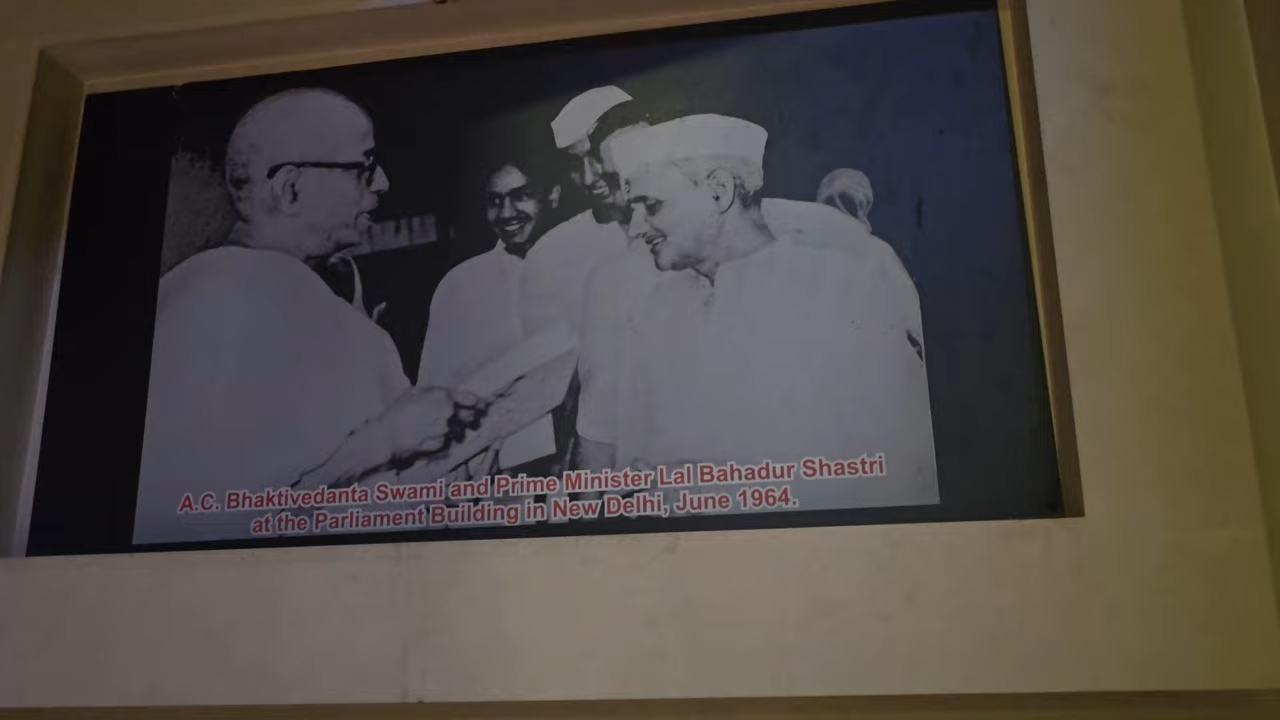 A.C. Bhaktivedanta Swami and Prime Minister Lal Bahadur Shastri
at the Parliament Building in New Delhi, June 1964.